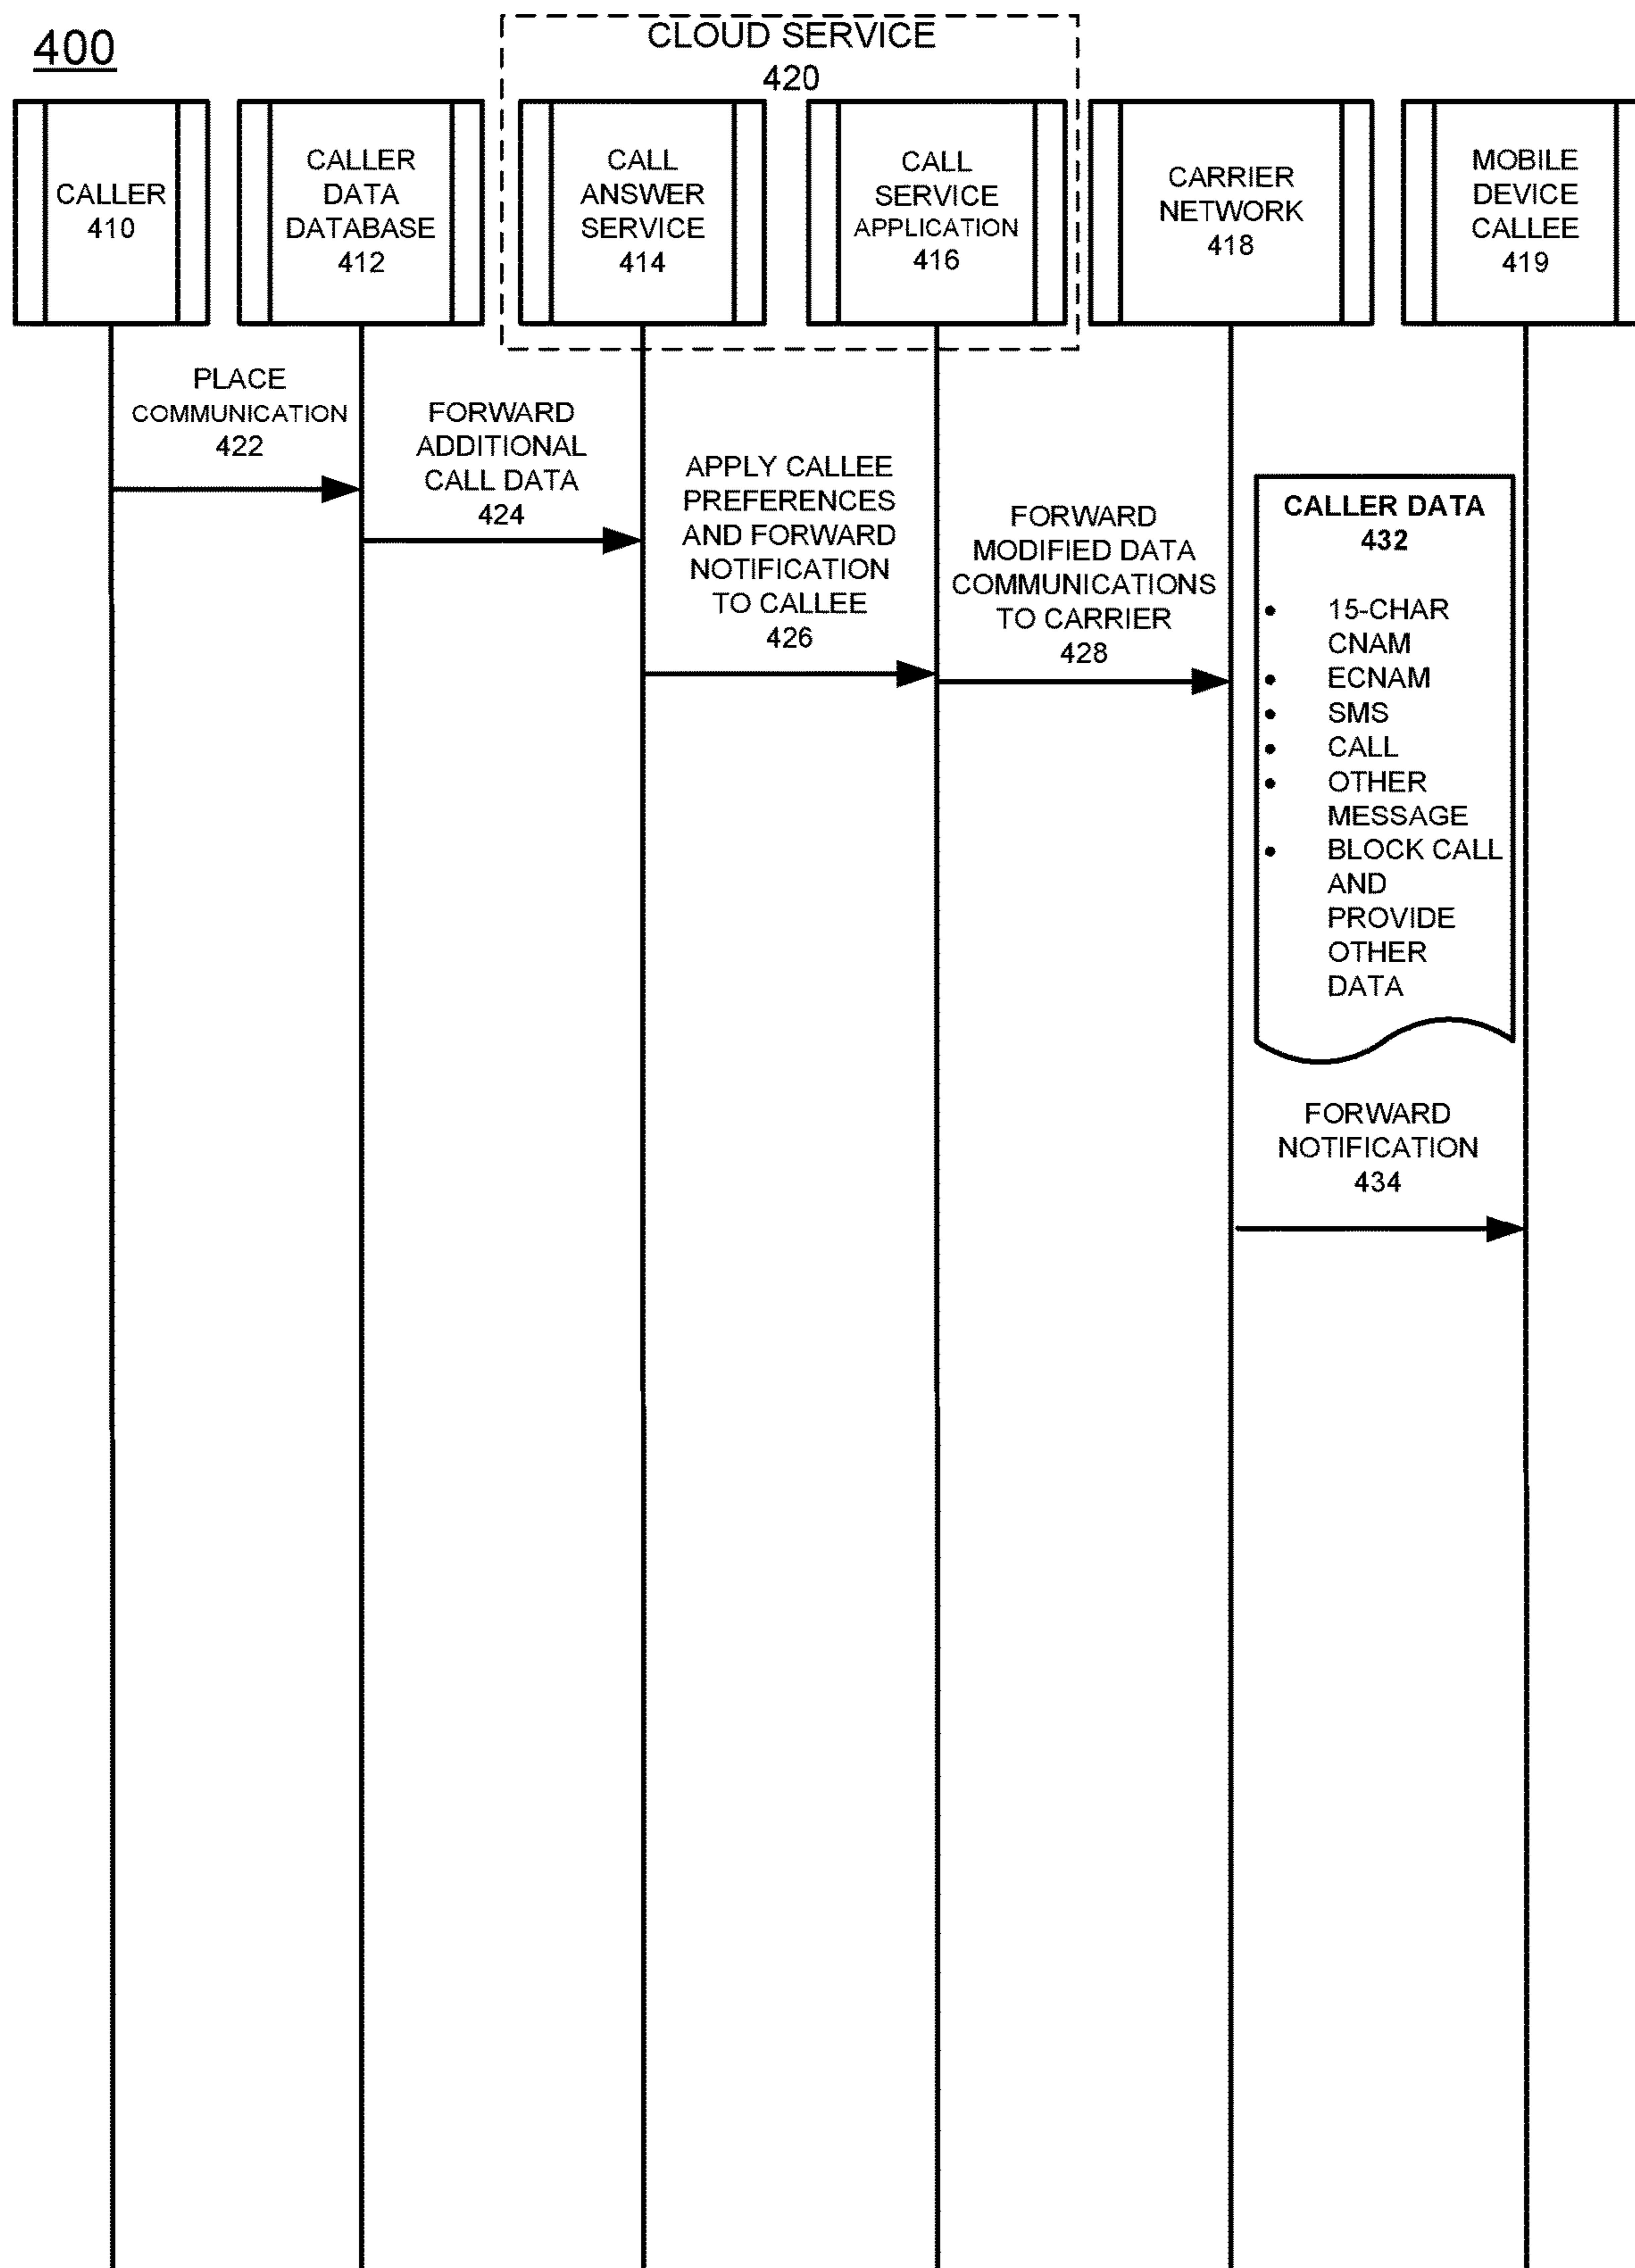 400
CLOUD SERVICE
420
CALLER
410
CALLER
DATA
DATABASE
412
CALL
ANSWER
SERVICE
414
CALL
SERVICE
APPLICATION
416
CARRIER
NETWORK
418
MOBILE
DEVICE
CALLEE
419
PLACE
COMMUNICATION
422
FORWARD
ADDITIONAL
CALL DATA
424
APPLY CALLEE
PREFERENCES
AND FORWARD
NOTIFICATION
TO CALLEE
426
FORWARD
MODIFIED DATA
COMMUNICATIONS
TO CARRIER
428
CALLER DATA
432
• 15-CHAR
CNAM
• ECNAM
• SMS
• CALL
• OTHER
MESSAGE
• BLOCK CALL
AND
PROVIDE
OTHER
DATA
FORWARD
NOTIFICATION
434